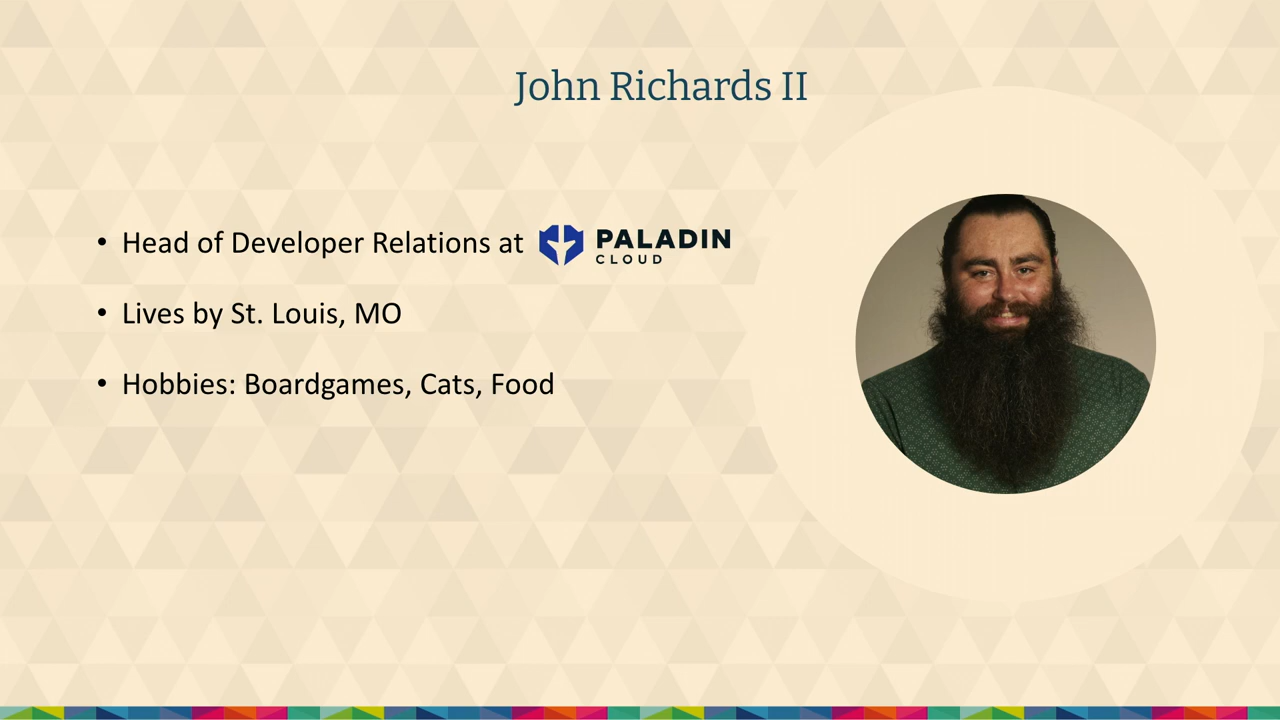 John Richards II
• Head of Developer Relations at PALADIN CLOUD
• Lives by St. Louis, MO
• Hobbies: Boardgames, Cats, Food